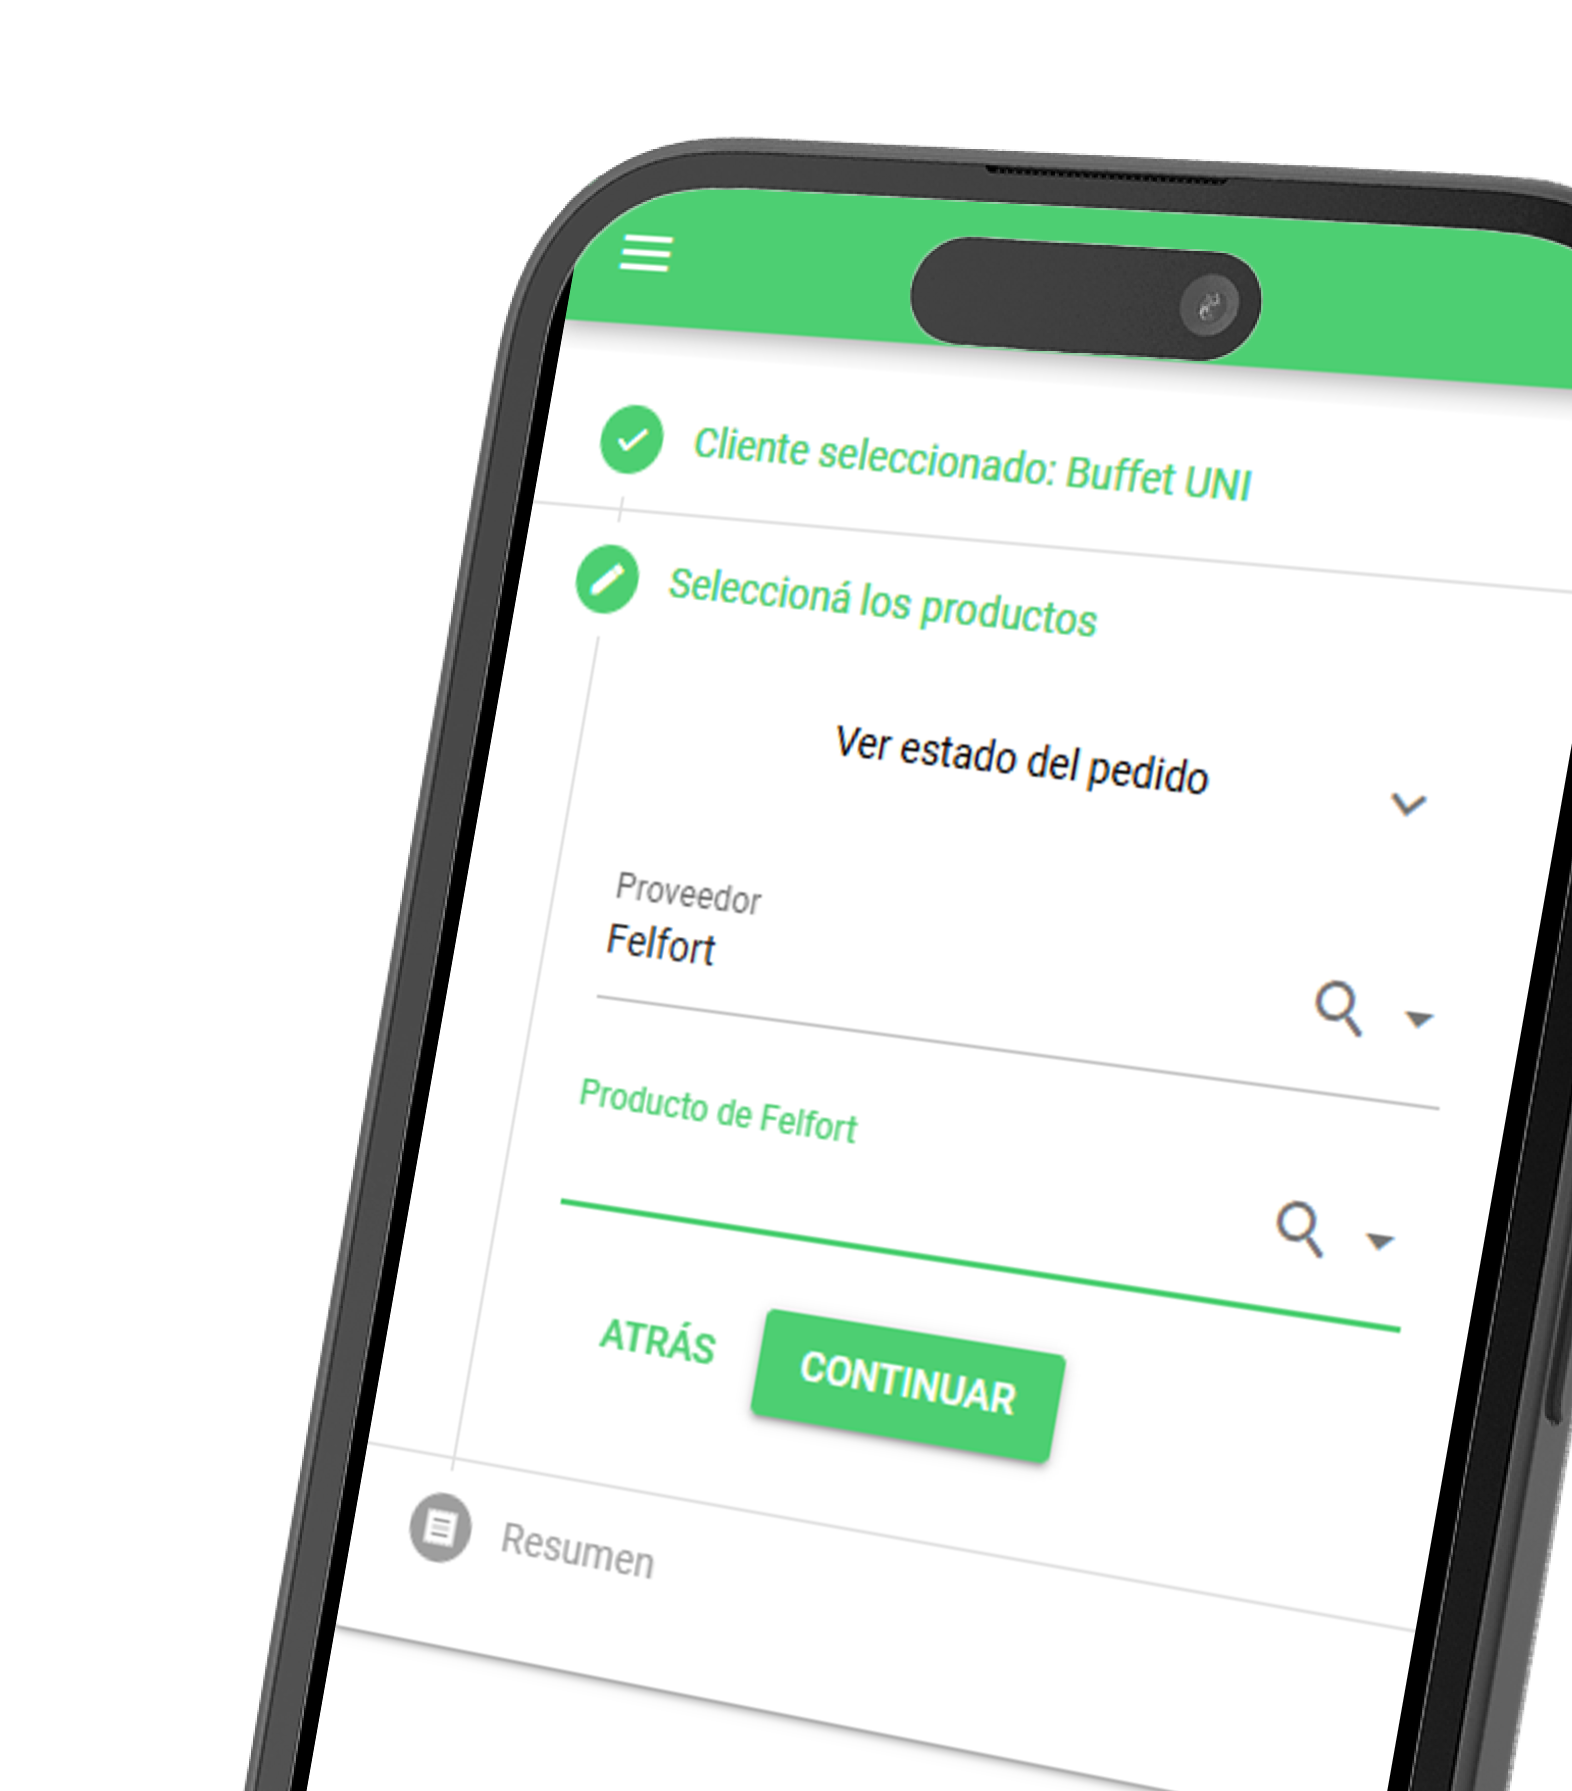 Cliente seleccionado: Buffet UNI
Seleccioná los productos
Ver estado del pedido
Proveedor
Felfort
Producto de Felfort
ATRÁS
CONTINUAR
Resumen